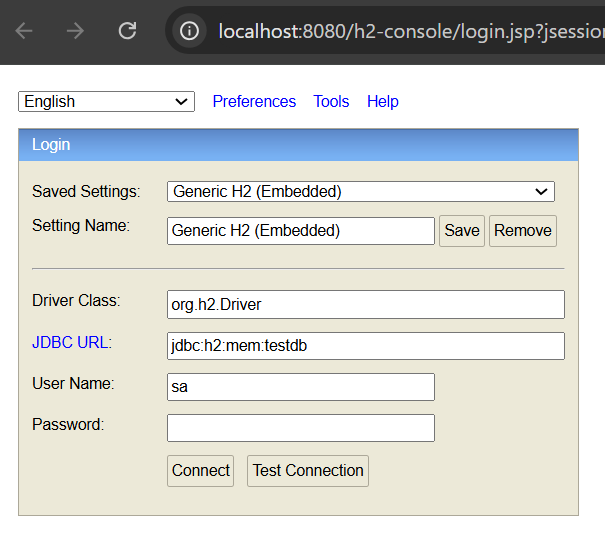 localhost:8080/h2-console/login.jsp?jsession
English Preferences Tools Help
Login
Saved Settings: Generic H2 (Embedded)
Setting Name: Generic H2 (Embedded) Save Remove
Driver Class: org.h2.Driver
JDBC URL: jdbc:h2:mem:testdb
User Name: sa
Password:
Connect Test Connection